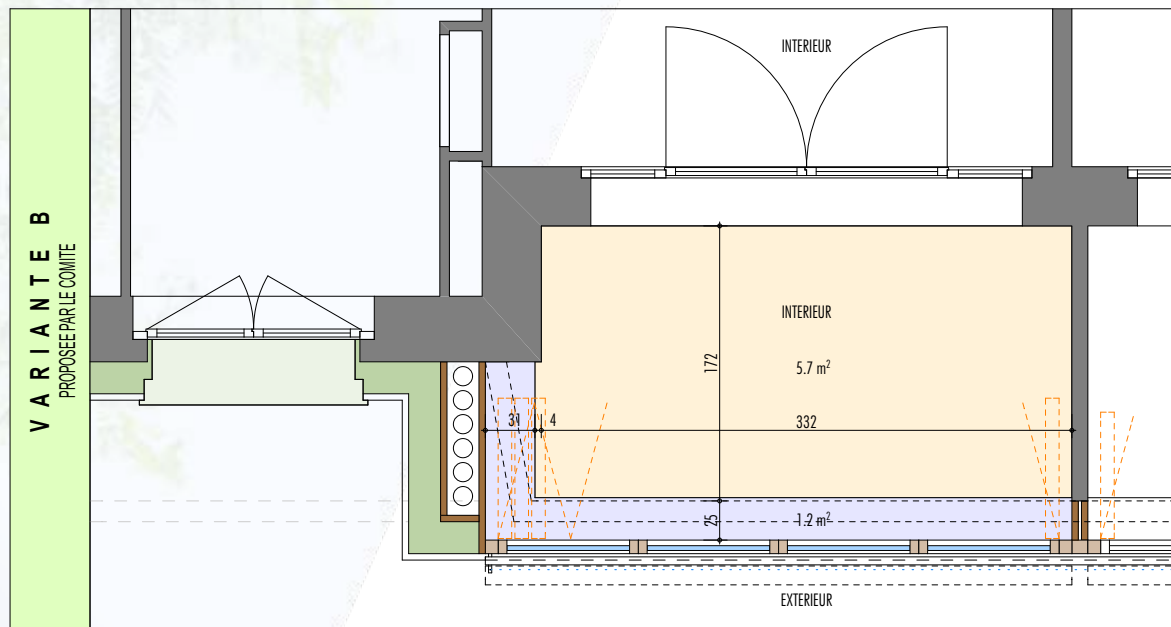 VARIANTE B
PROPOSEE PAR LE COMITE
INTERIEUR
INTERIEUR
172
5.7 m²
31 4 332
25
1.2 m²
EXTERIEUR